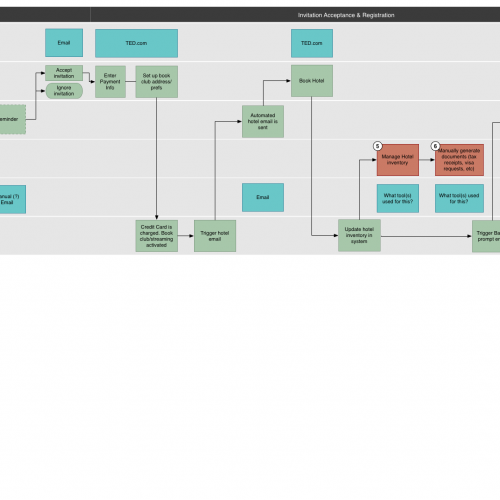 Invitation Acceptance & Registration
Email
TED.com
TED.com
Accept
invitation
Ignore
invitation
Enter
Payment
Info
Set up book
club address/
prefs
Book Hotel
eminder
Automated
hotel email is
sent
5
Manage Hotel
inventory
6
Manually generate
documents (tax
receipts, visa
requests, etc)
anual (?)
Email
Email
What tool(s)
used for this?
What tool(s) used
for this?
Credit Card is
charged. Book
club/streaming
activated
Trigger hotel
email
Update hotel
inventory in
system
Trigger Ba
prompt em